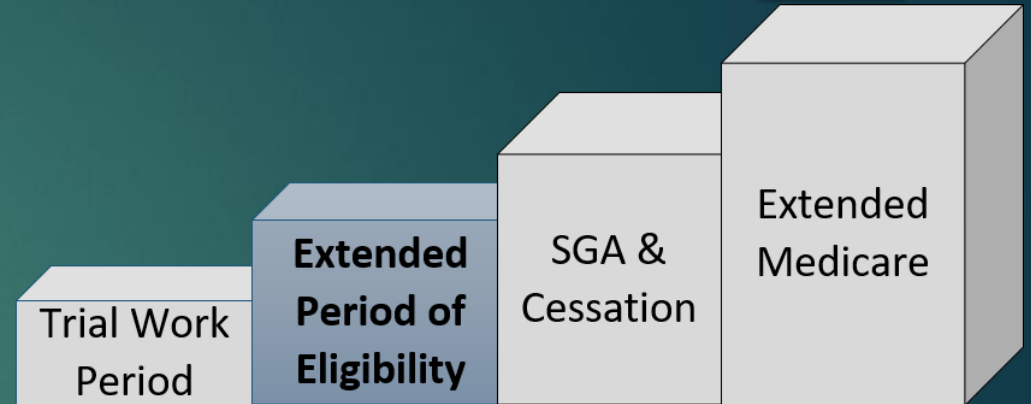 Trial Work
Period
Extended
Period of
Eligibility
SGA &
Cessation
Extended
Medicare